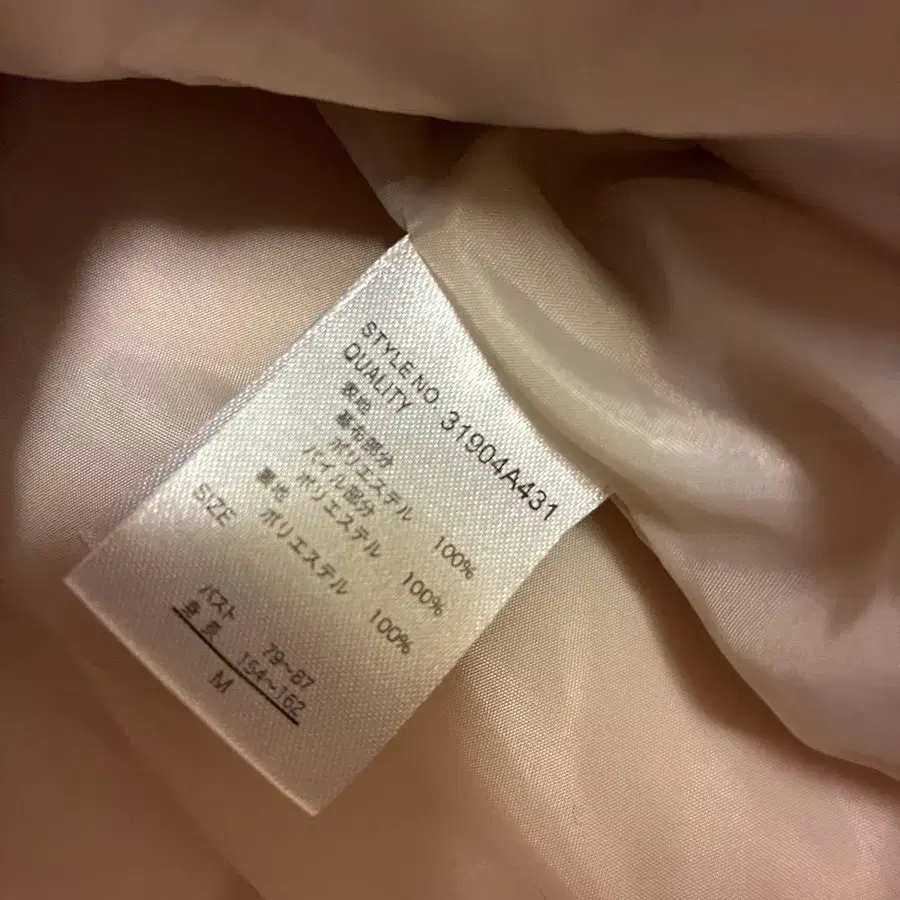 STYLE NO. 31904A431
QUALITY
表地
基布部分
ポリエステル 100%
パイル部分
ポリエステル 100%
裏地
ポリエステル 100%
SIZE
バスト 79~87
身長 154~162
M